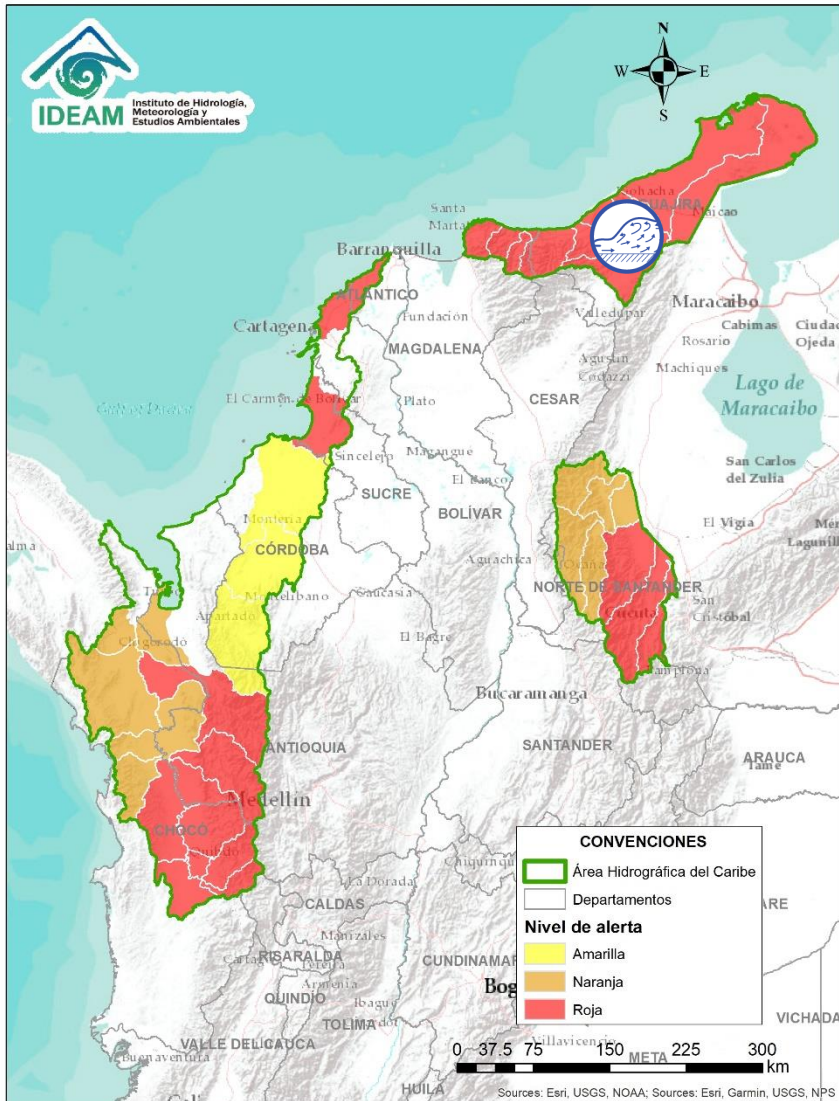 IDEAM
Instituto de Hidrología,
Meteorología y
Estudios Ambientales
N
W
E
S
Santa
Marta
GUAJIRA
Maicao
Barranquilla
ATLÁNTICO
Cartagena
Fundación
Valledupar
Maracaibo
Cabimas
Ciudad
Ojeda
Rosario
Machiques
MAGDALENA
Agustín
Codazzi
CESAR
Lago de
Maracaibo
El Carmen de Bolívar
Plato
Sincelejo
Magangué
San Carlos
del Zulia
SUCRE
El Banco
BOLÍVAR
El Vigía
Montería
CÓRDOBA
Aguachica
Ocaña
NORTE DE SANTANDER
Cúcuta
San
Cristóbal
Montelíbano
Caucasia
Apartadó
El Bagre
Chigorodó
Pamplona
Bucaramanga
ANTIOQUIA
SANTANDER
ARAUCA
Tame
Medellín
CHOCÓ
Quibdó
La Dorada
CALDAS
Manizales
RISARALDA
Pereira
Armenia
QUINDÍO
Ibagué
TOLIMA
CUNDINAMAR
Bog
VICHADA
Villavicencio
META
VALLE DEL CAUCA
Buenaventura
HUILA
CONVENCIONES
Área Hidrográfica del Caribe
Departamentos
Nivel de alerta
Amarilla
Naranja
Roja
0 37.5 75 150 225 300
km
Sources: Esri, USGS, NOAA; Sources: Esri, Garmin, USGS, NPS